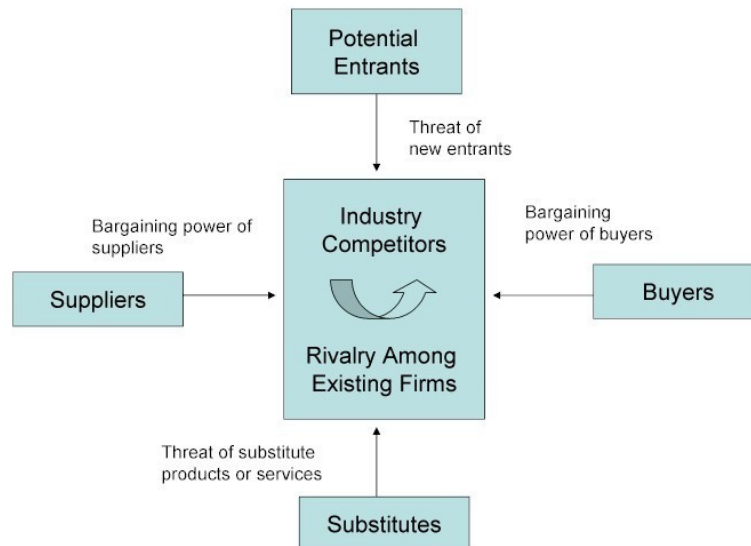 Potential
Entrants
Threat of
new entrants
Industry
Competitors
Bargaining power of
suppliers
Bargaining
power of buyers
Suppliers
Buyers
Rivalry Among
Existing Firms
Threat of substitute
products or services
Substitutes